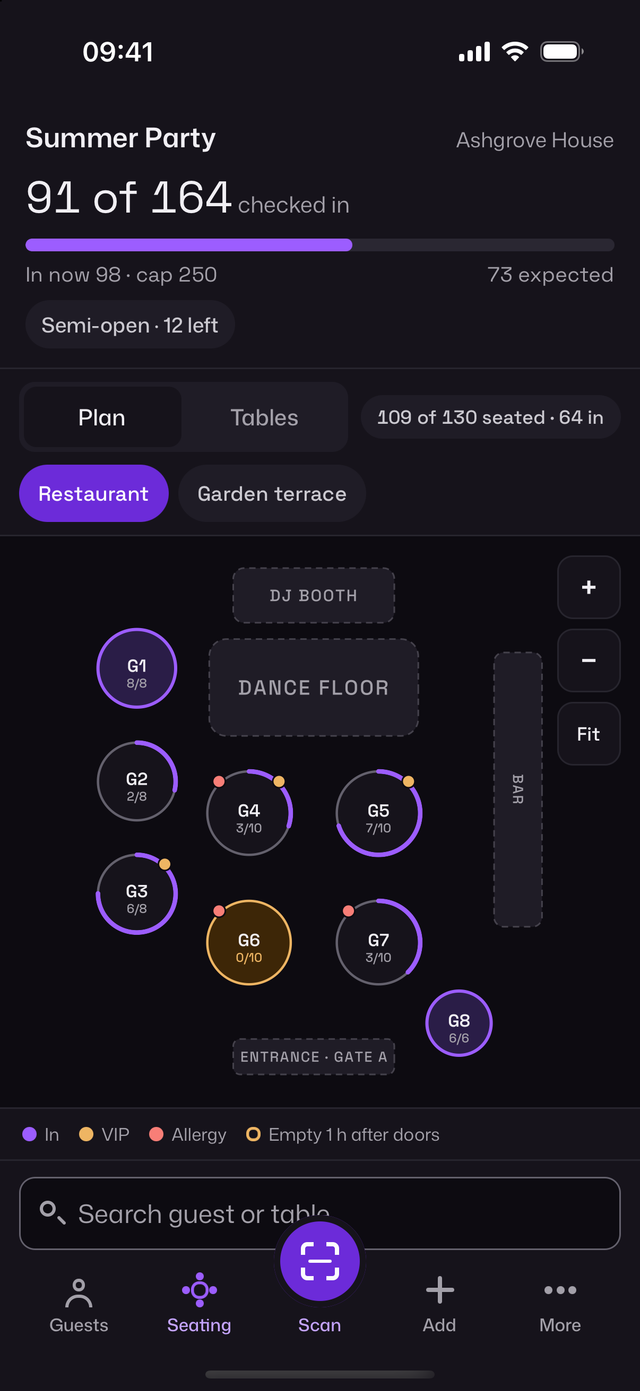 09:41
Summer Party
Ashgrove House
91 of 164 checked in
In now 98 · cap 250
73 expected
Semi-open · 12 left
Plan
Tables
109 of 130 seated · 64 in
Restaurant
Garden terrace
DJ BOOTH
+
DANCE FLOOR
G1
8/8
−
Fit
G2
2/8
G4
3/10
G5
7/10
BAR
G3
6/8
G6
0/10
G7
3/10
G8
6/6
ENTRANCE · GATE A
In
VIP
Allergy
Empty 1 h after doors
Search guest or table
Guests
Seating
Scan
Add
More